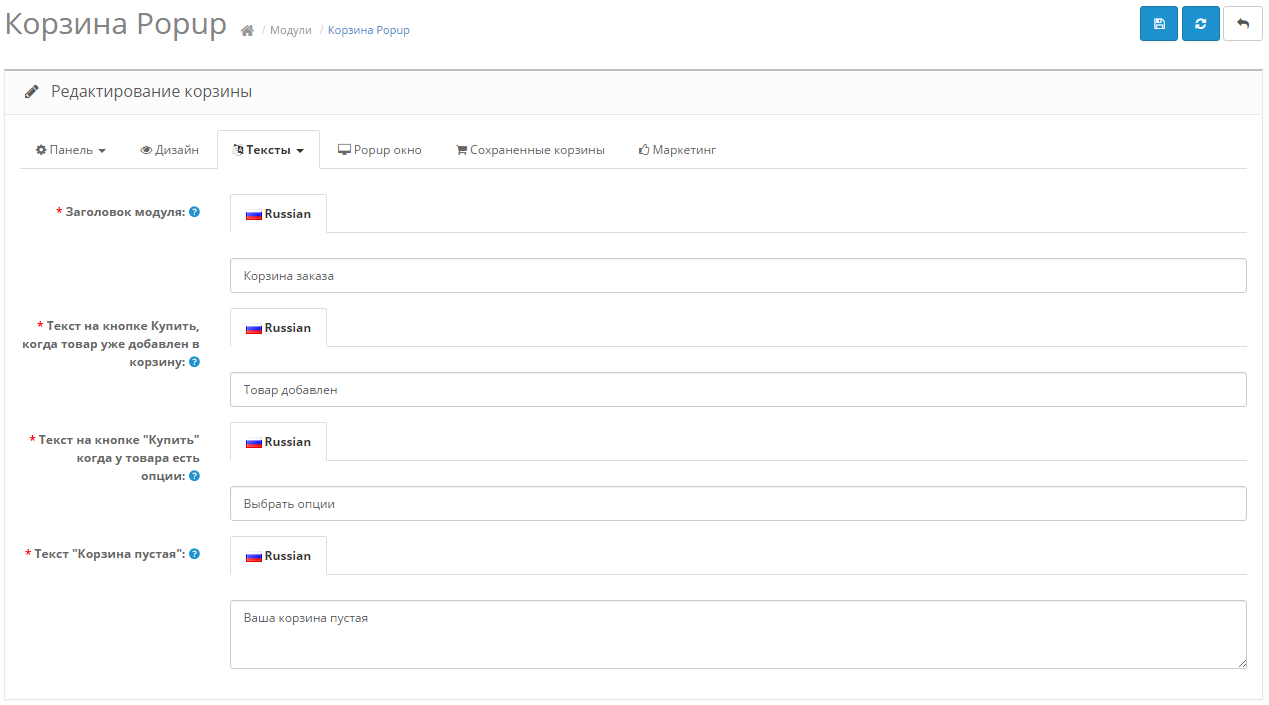 Корзина Popup / Модули / Корзина Popup
Редактирование корзины
Панель Дизайн Тексты Popup окно Сохраненные корзины Маркетинг
* Заголовок модуля: Russian
Корзина заказа
* Текст на кнопке Купить, Russian
когда товар уже добавлен в
корзину:
Товар добавлен
* Текст на кнопке "Купить" Russian
когда у товара есть
опции:
Выбрать опции
* Текст "Корзина пустая": Russian
Ваша корзина пустая